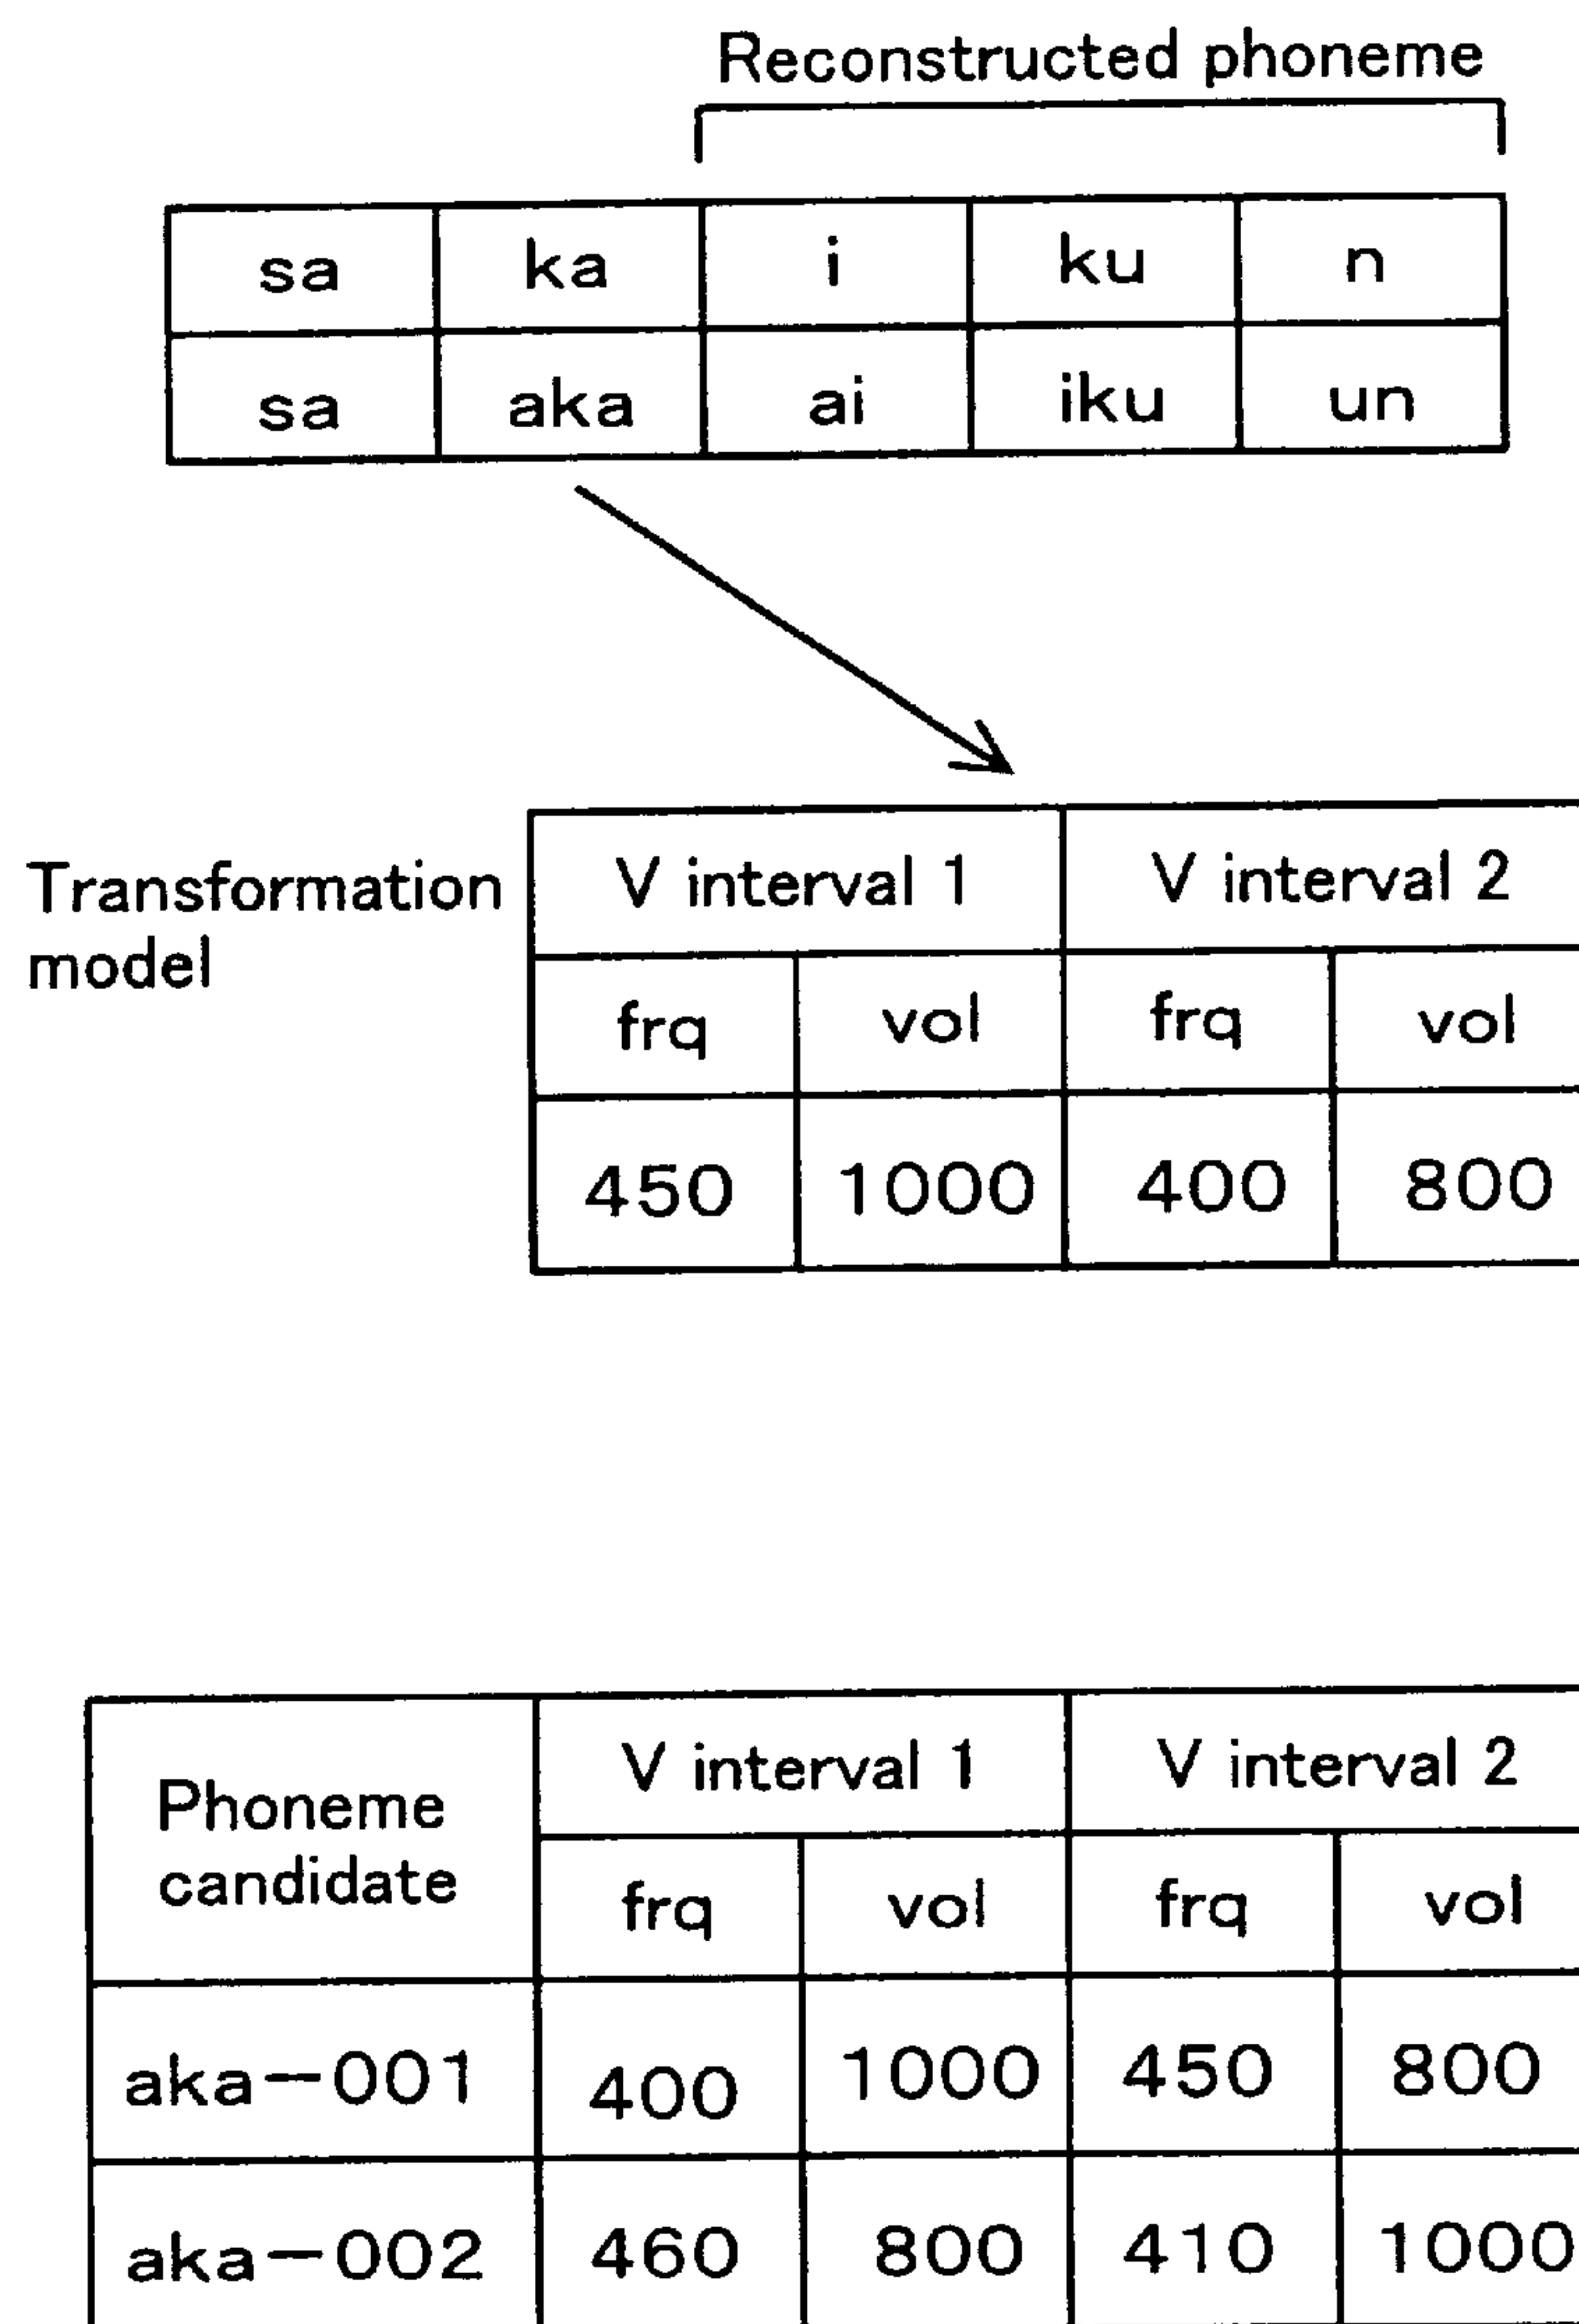 Reconstructed phoneme
sa ka i ku n
sa aka ai iku un
Transformation
model
V interval 1 V interval 2
frq vol frq vol
450 1000 400 800
Phoneme
candidate
V interval 1 V interval 2
frq vol frq vol
aka－001 400 1000 450 800
aka－002 460 800 410 1000